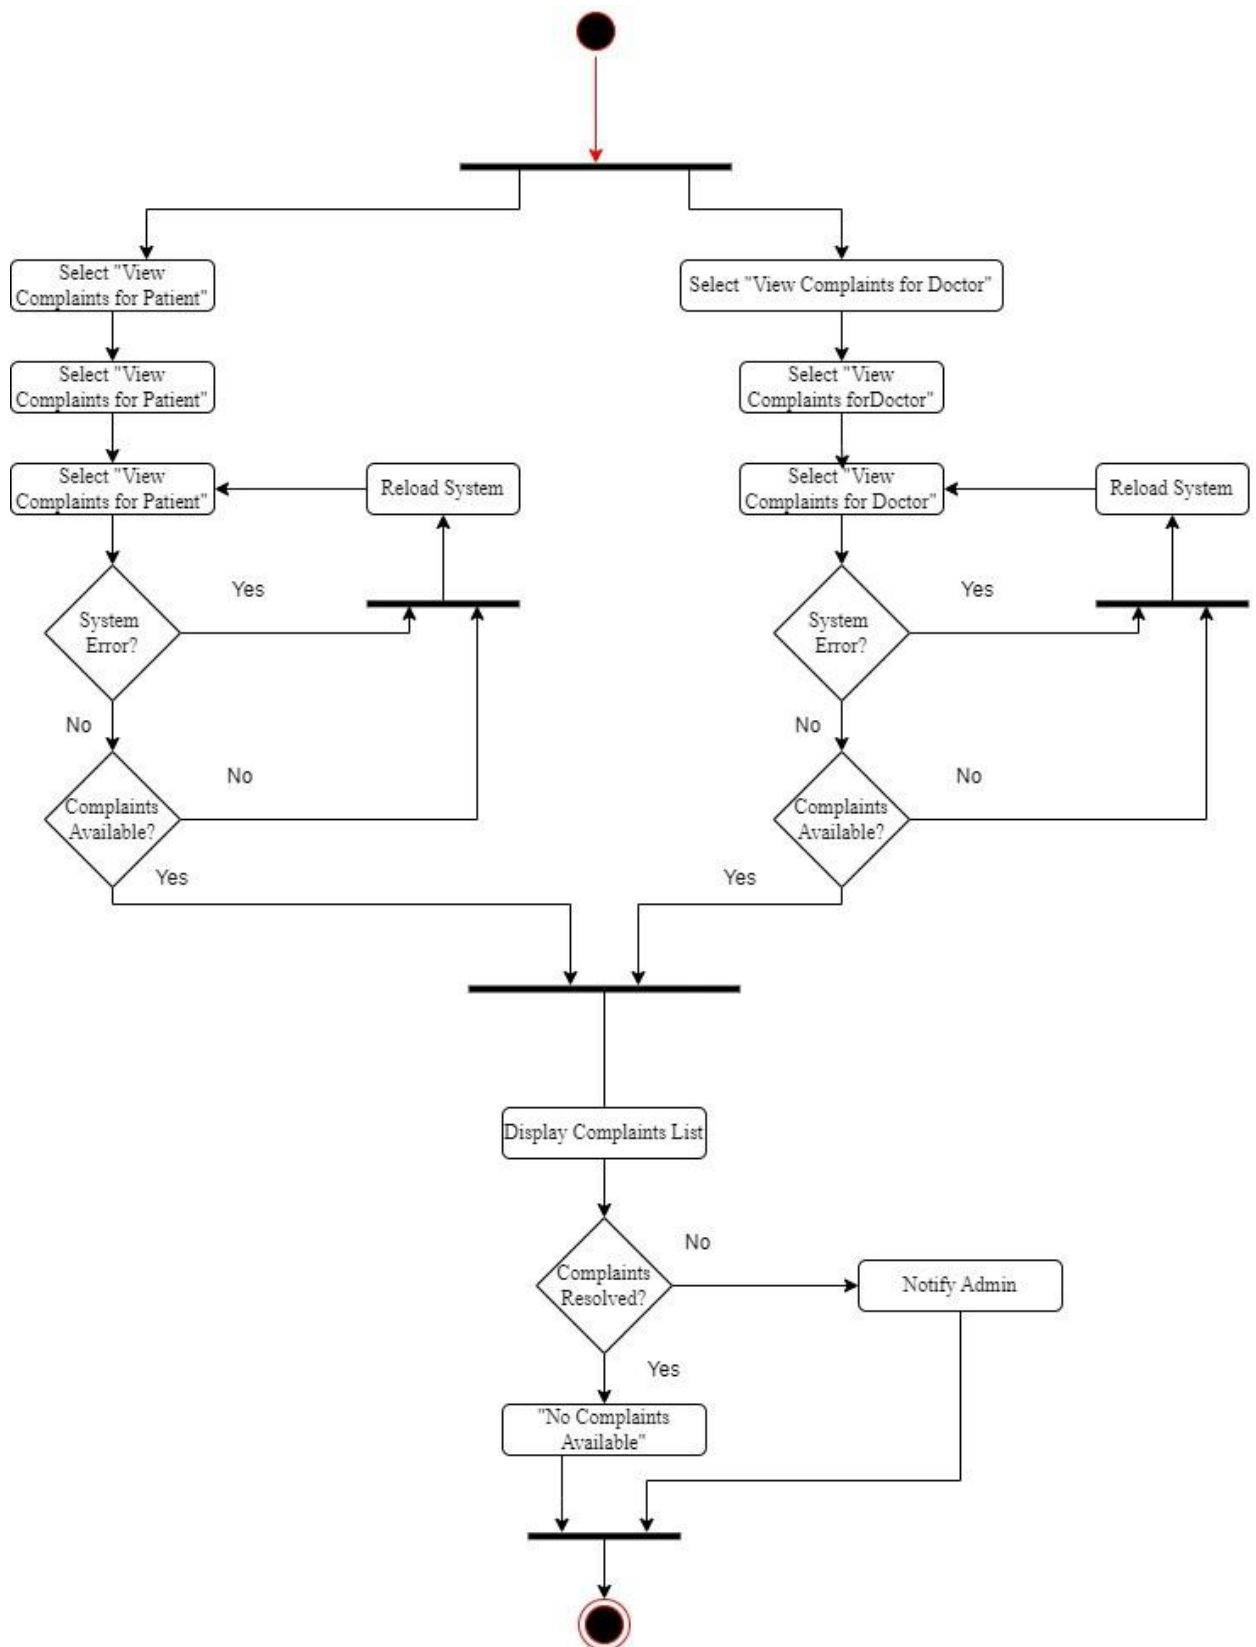 Select "View
Complaints for Patient"
Select "View Complaints for Doctor"
Select "View
Complaints for Patient"
Select "View
Complaints forDoctor"
Select "View
Complaints for Patient"
Reload System
Select "View
Complaints for Doctor"
Reload System
Yes
System
Error?
Yes
System
Error?
No
No
No
Complaints
Available?
No
Complaints
Available?
Yes
Yes
Display Complaints List
No
Complaints
Resolved?
Notify Admin
Yes
"No Complaints
Available"